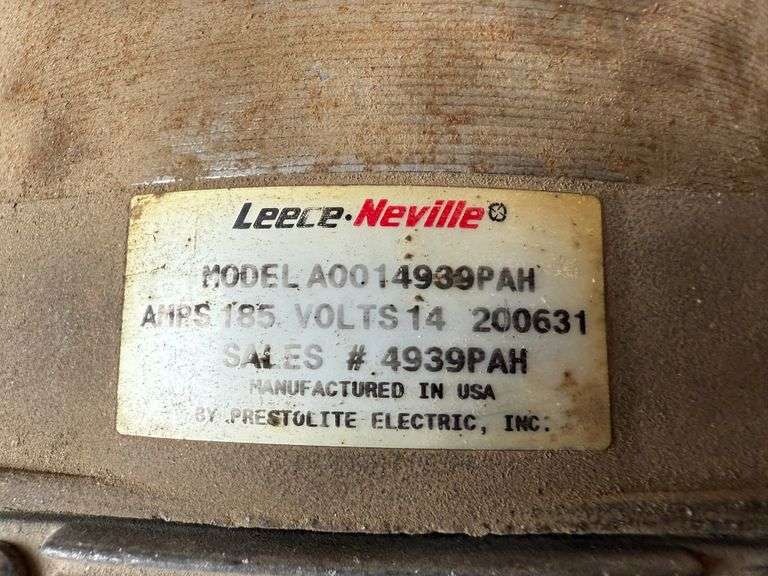 Leece-Neville
MODEL A0014939PAH
AMPS 185 VOLTS 14 200631
SALES # 4939PAH
MANUFACTURED IN USA
BY PRESTOLITE ELECTRIC, INC.